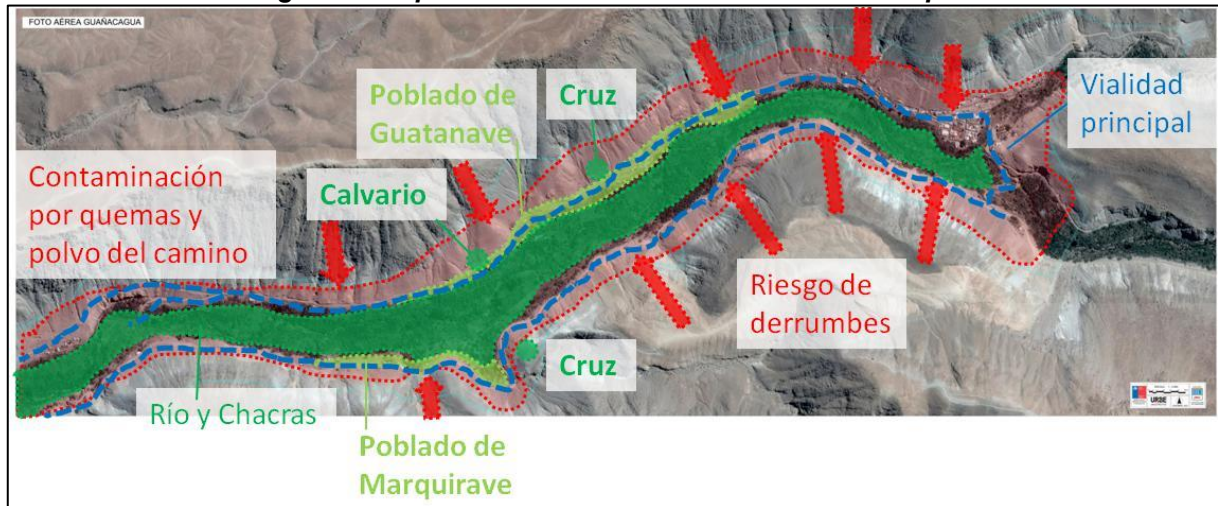 FOTO AÉREA GUAÑACAGUA
Poblado de
Guatanave
Cruz
Vialidad
principal
Contaminación
por quemas y
polvo del camino
Calvario
Riesgo de
derrumbes
Cruz
Río y Chacras
Poblado de
Marquirave
URBE